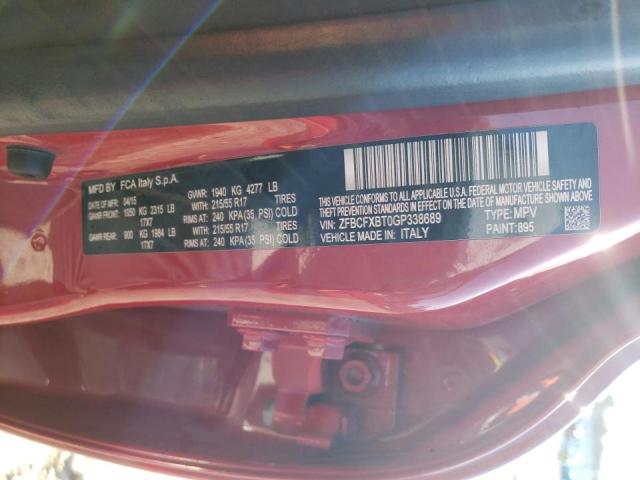 MFD BY FCA Italy S.p.A.
DATE OF MFR: 04/15 GVWR: 1940 KG 4277 LB
GAWR FRONT: 1050 KG 2315 LB WITH 215/55 R17 TIRES
17X7 RIMS AT: 240 KPA (35 PSI) COLD
GAWR REAR: 900 KG 1984 LB WITH 215/55 R17 TIRES
17X7 RIMS AT: 240 KPA (35 PSI) COLD
THIS VEHICLE CONFORMS TO ALL APPLICABLE U.S.A. FEDERAL MOTOR VEHICLE SAFETY
THEFT PREVENTION STANDARDS IN EFFECT ON THE DATE OF MANUFACTURE SHOWN ABOVE
VIN: ZFBCFXBT0GP338689 TYPE: MPV
VEHICLE MADE IN: ITALY PAINT: 895